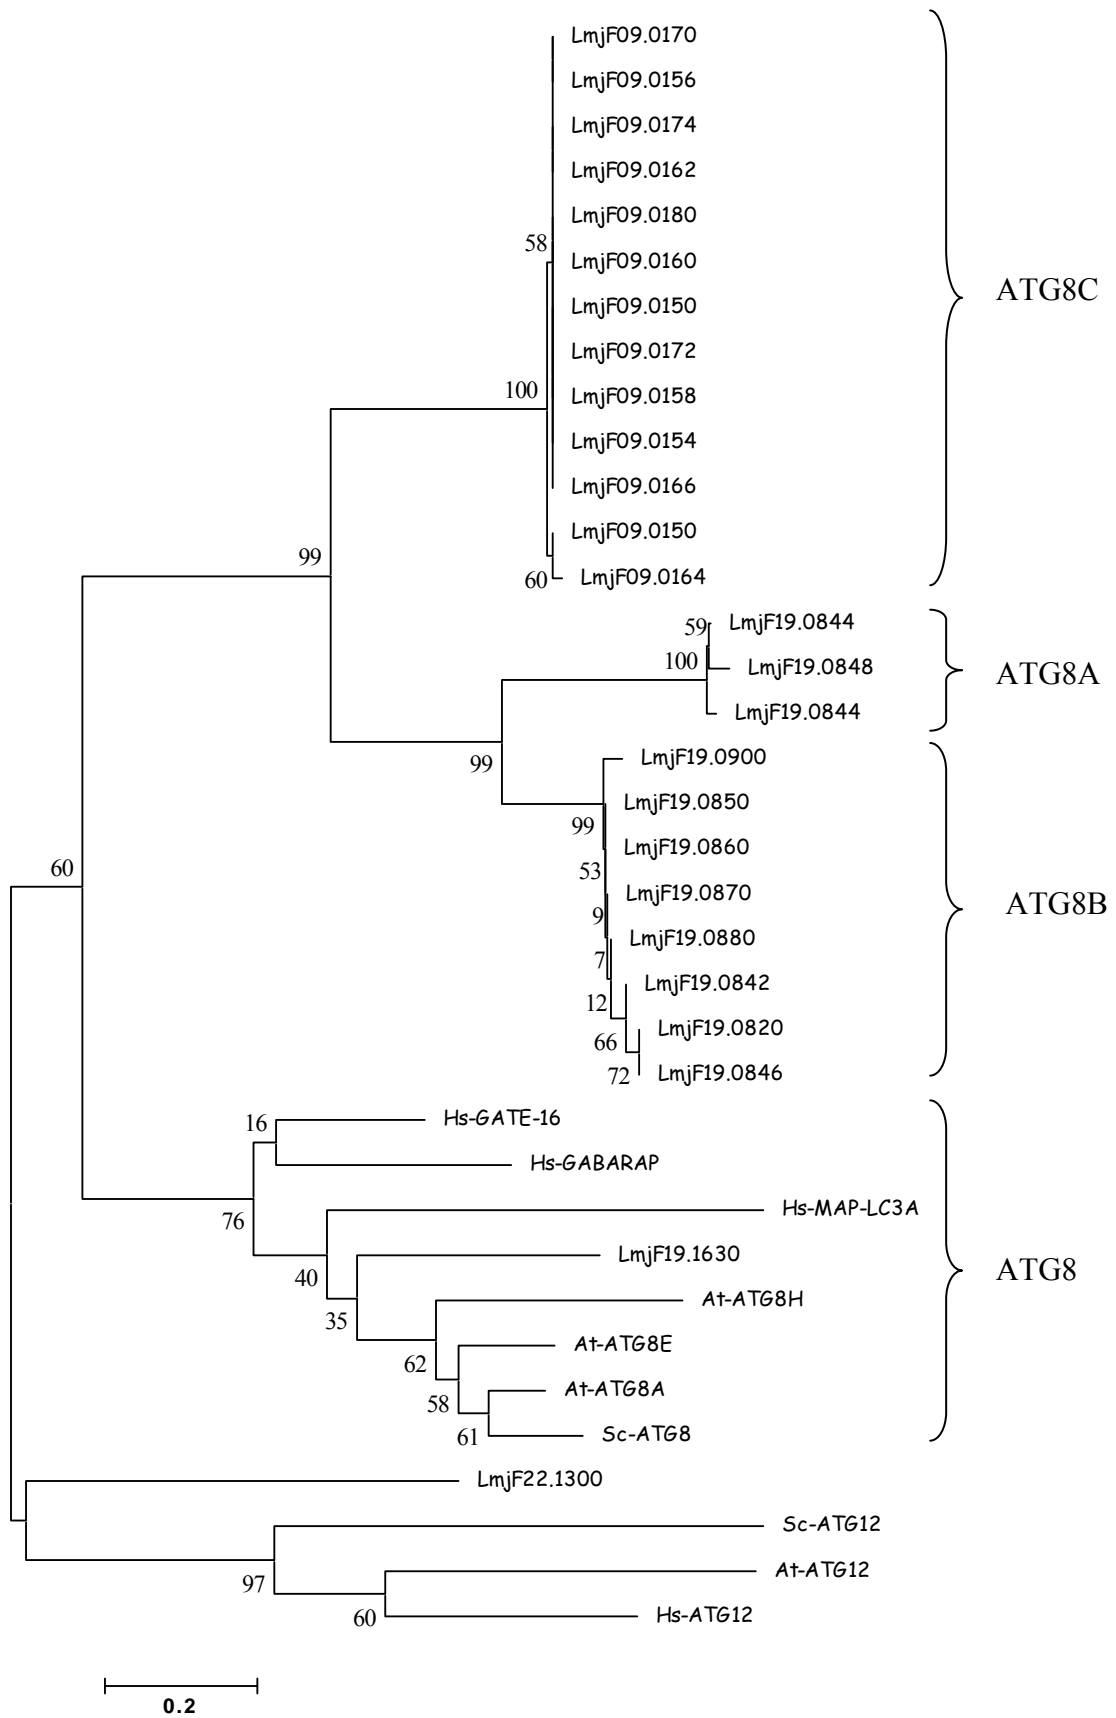 LmjF09.0170
LmjF09.0156
LmjF09.0174
LmjF09.0162
LmjF09.0180
58
LmjF09.0160
ATG8C
LmjF09.0150
LmjF09.0172
100
LmjF09.0158
LmjF09.0154
LmjF09.0166
LmjF09.0150
99
60
LmjF09.0164
59
LmjF19.0844
100
LmjF19.0848
ATG8A
LmjF19.0844
99
LmjF19.0900
LmjF19.0850
99
LmjF19.0860
60
53
LmjF19.0870
ATG8B
9
LmjF19.0880
7
LmjF19.0842
12
LmjF19.0820
66
72
LmjF19.0846
16
Hs-GATE-16
Hs-GABARAP
76
Hs-MAP-LC3A
LmjF19.1630
ATG8
40
At-ATG8H
35
At-ATG8E
62
At-ATG8A
58
61
Sc-ATG8
LmjF22.1300
Sc-ATG12
At-ATG12
97
60
Hs-ATG12
0.2